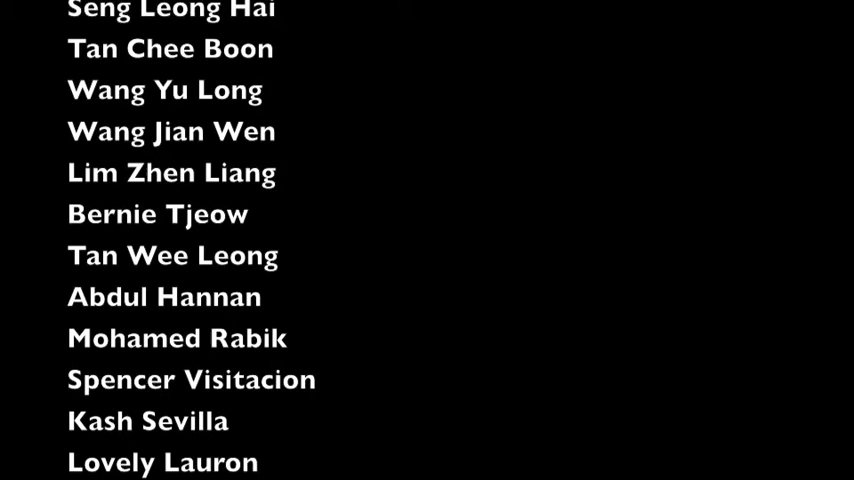 Seng Leong Hai
Tan Chee Boon
Wang Yu Long
Wang Jian Wen
Lim Zhen Liang
Bernie Tjeow
Tan Wee Leong
Abdul Hannan
Mohamed Rabik
Spencer Visitacion
Kash Sevilla
Lovely Lauron